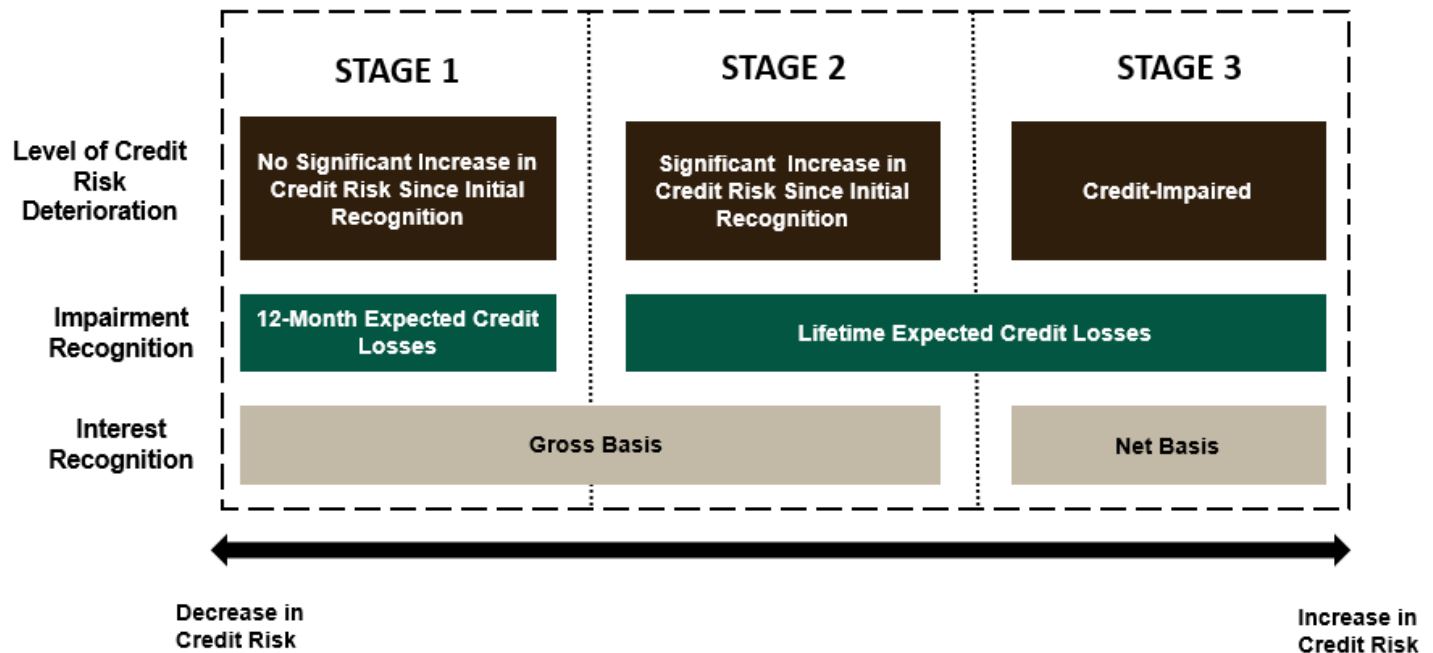 STAGE 1
STAGE 2
STAGE 3
Level of Credit
Risk
Deterioration
No Significant Increase in
Credit Risk Since Initial
Recognition
Significant Increase in
Credit Risk Since Initial
Recognition
Credit-Impaired
Impairment
Recognition
12-Month Expected Credit
Losses
Lifetime Expected Credit Losses
Interest
Recognition
Gross Basis
Net Basis
Decrease in
Credit Risk
Increase in
Credit Risk